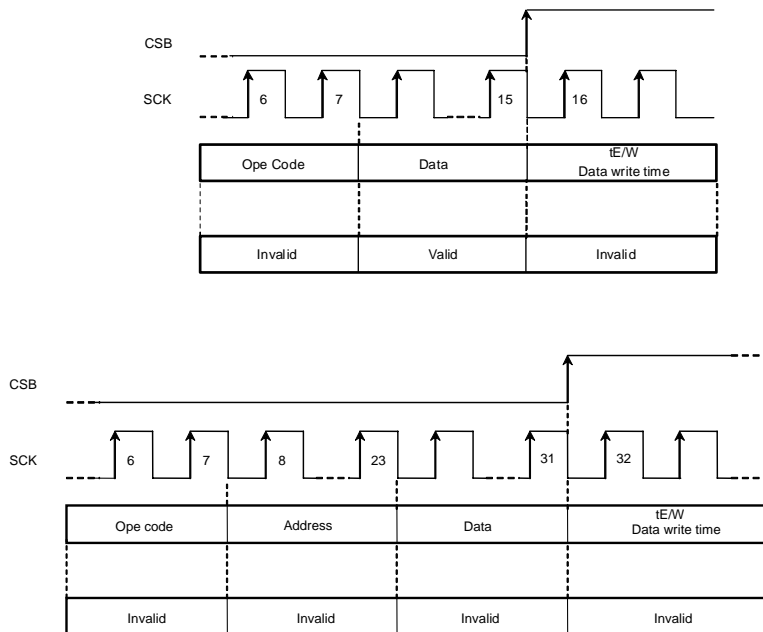 CSB
SCK
6 7 15 16
Ope Code Data tE/W
Data write time
Invalid Valid Invalid
CSB
SCK
6 7 8 23 31 32
Ope code Address Data tE/W
Data write time
Invalid Invalid Invalid Invalid